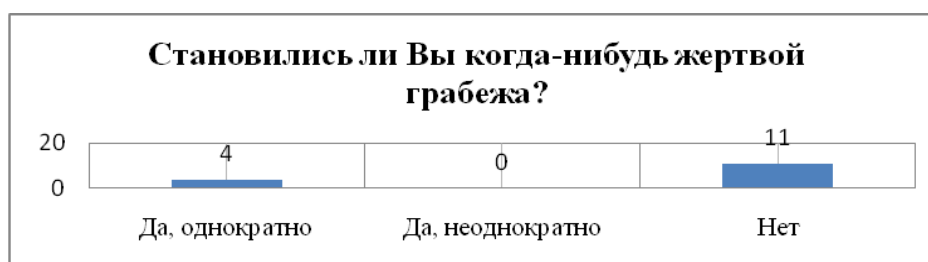 Становились ли Вы когда-нибудь жертвой
грабежа?
20
0
4
0
11
Да, однократно
Да, неоднократно
Нет